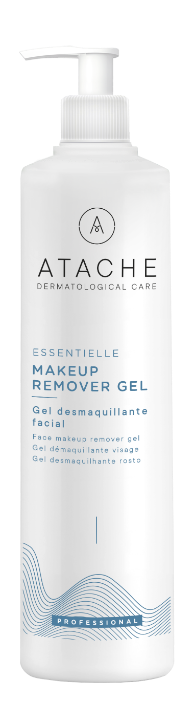 A
ATACHE
DERMATOLOGICAL CARE
ESSENTIELLE
MAKEUP
REMOVER GEL
Gel desmaquillante
facial
Face makeup remover gel
Gel démaquillante visage
Gel desmaquilhante rosto
PROFESSIONAL